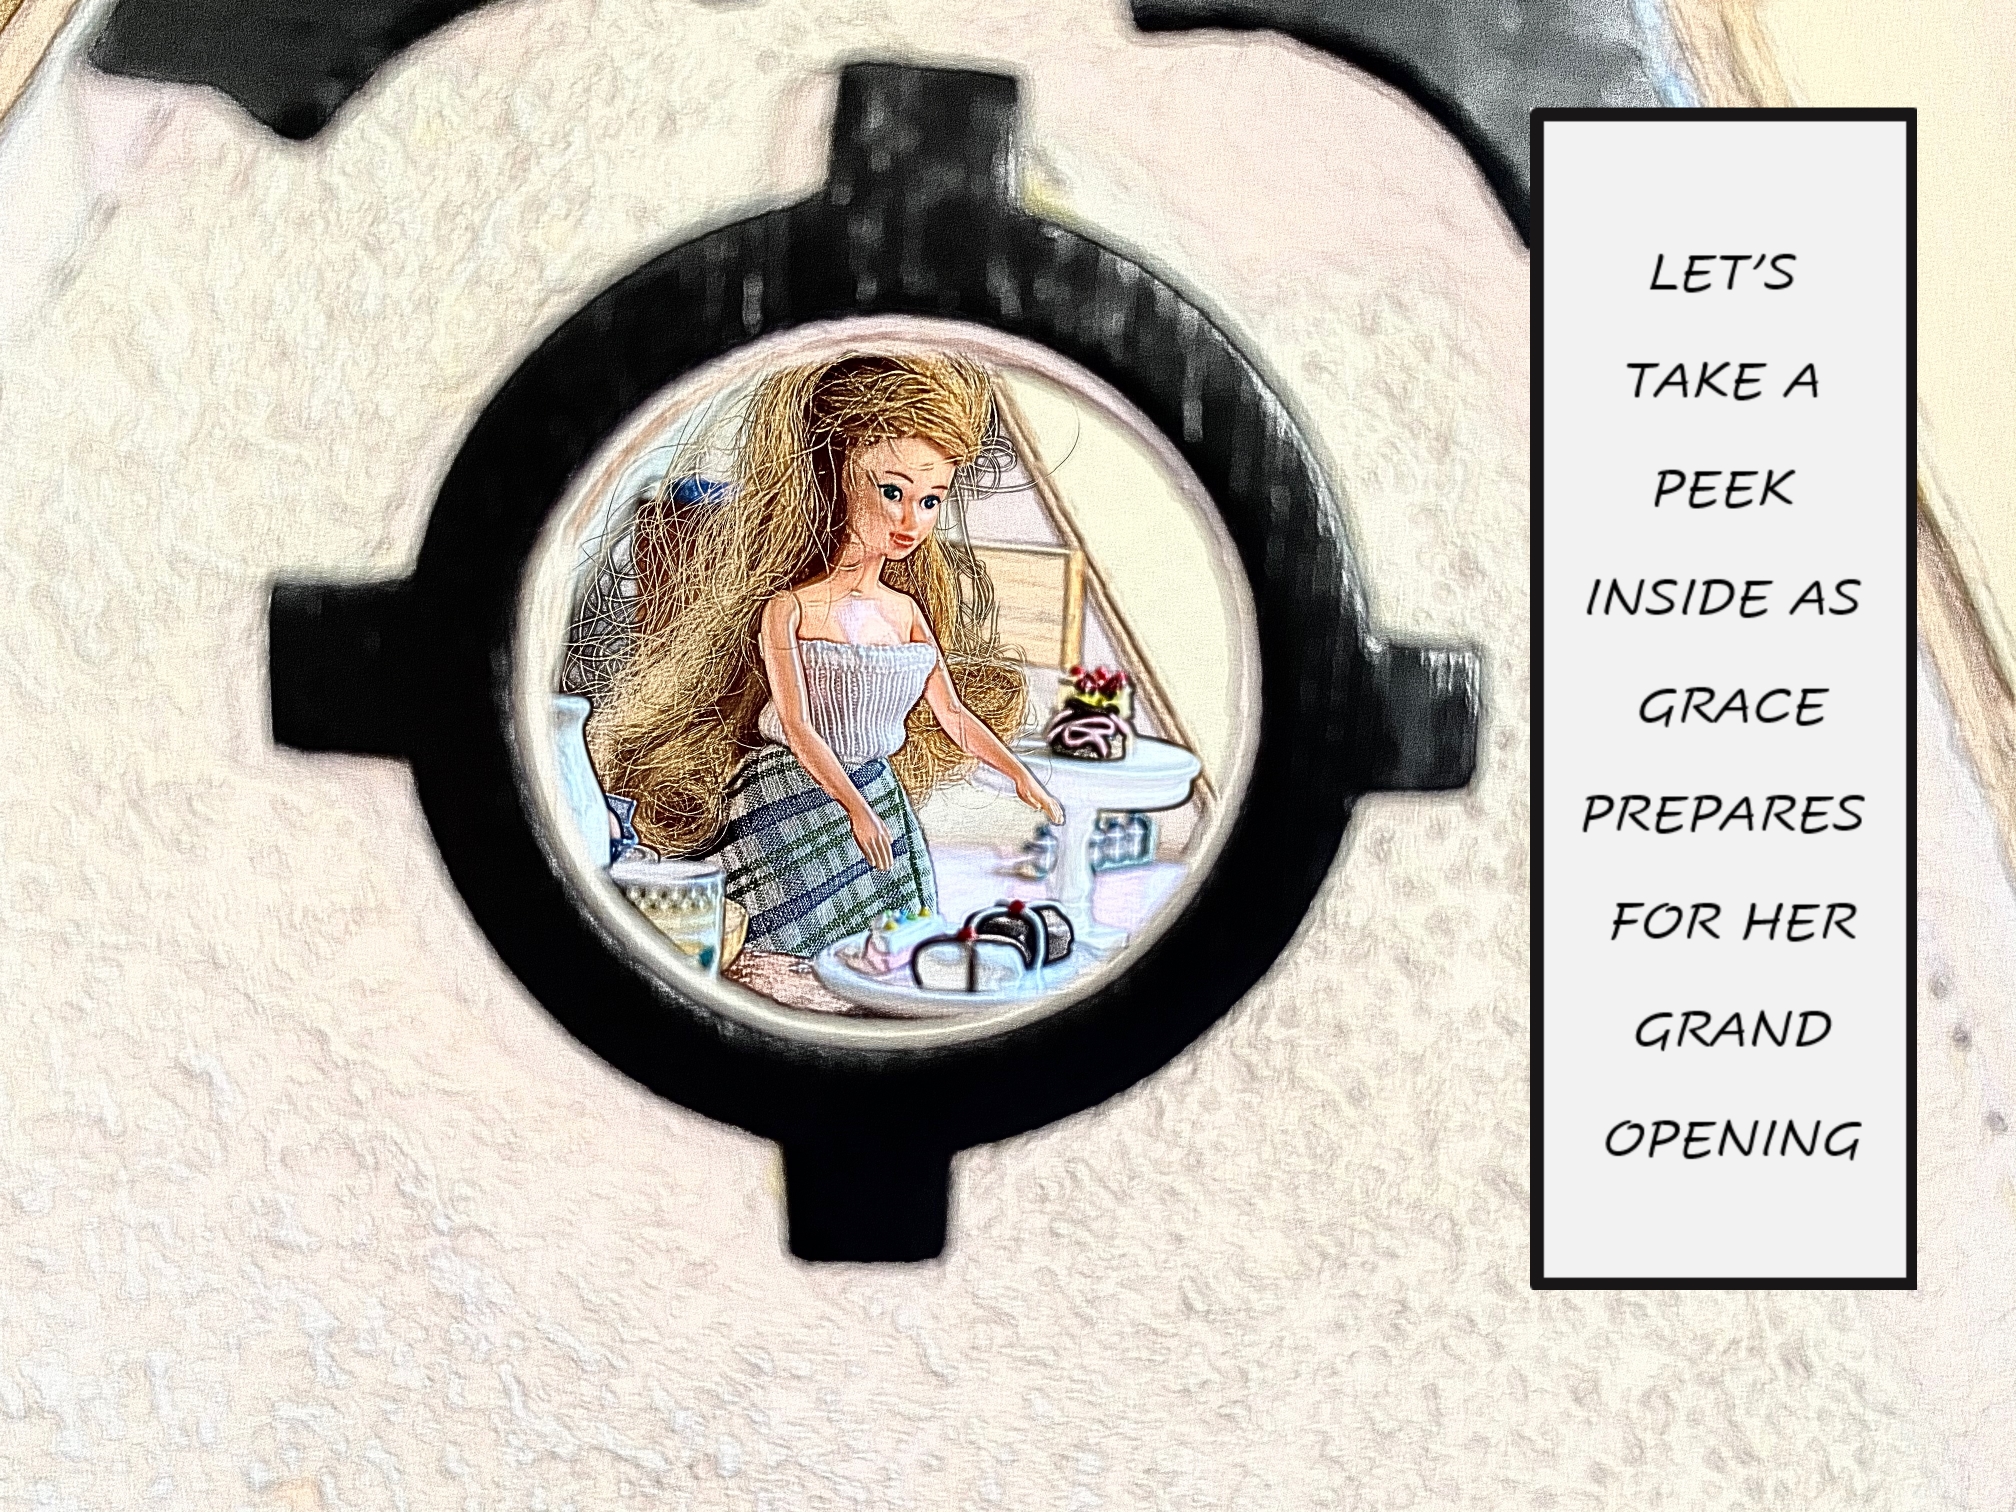 LET'S
TAKE A
PEEK
INSIDE AS
GRACE
PREPARES
FOR HER
GRAND
OPENING